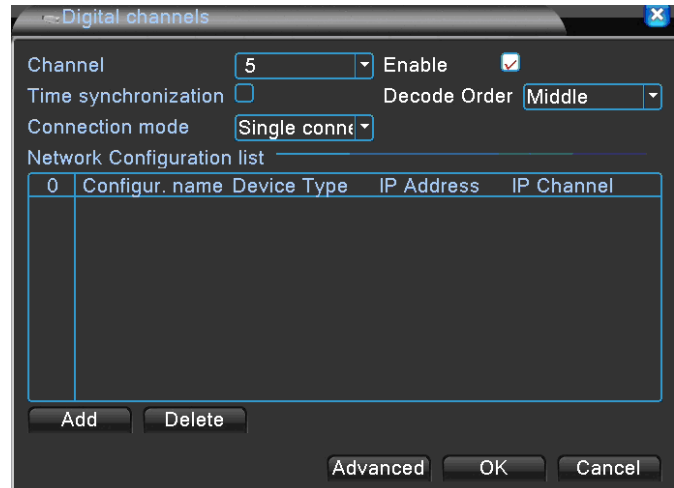 Digital channels
Channel 5 Enable
Time synchronization Decode Order Middle
Connection mode Single conne
Network Configuration list
0 Configur. name Device Type IP Address IP Channel
Add Delete
Advanced OK Cancel